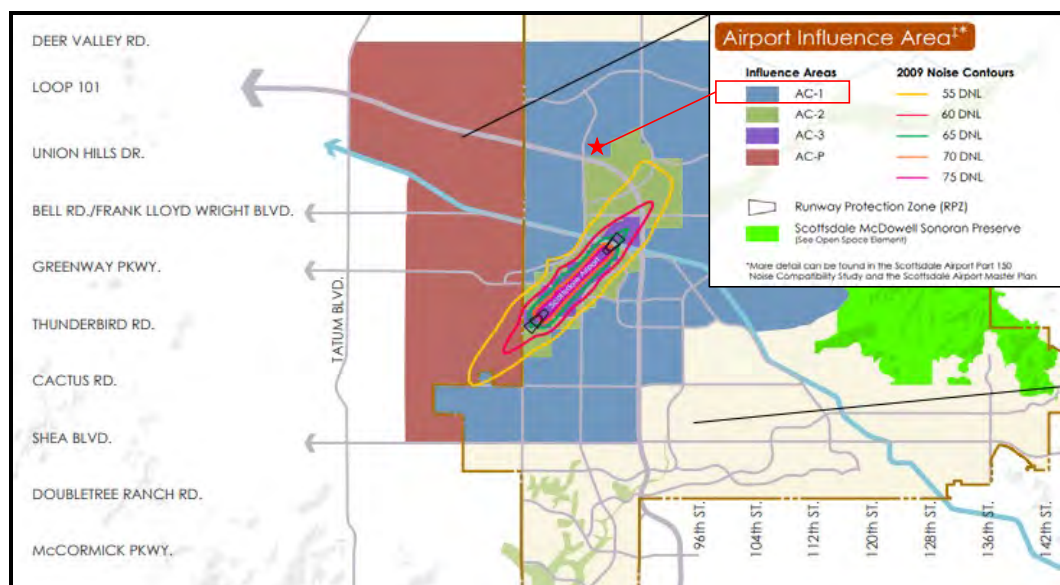 DEER VALLEY RD.
LOOP 101
UNION HILLS DR.
BELL RD./FRANK LLOYD WRIGHT BLVD.
GREENWAY PKWY.
THUNDERBIRD RD.
CACTUS RD.
SHEA BLVD.
DOUBLETREE RANCH RD.
McCORMICK PKWY.
TATUM BLVD.
Scottsdale Airport
Airport Influence Area‡*
Influence Areas
AC-1
AC-2
AC-3
AC-P
2009 Noise Contours
55 DNL
60 DNL
65 DNL
70 DNL
75 DNL
Runway Protection Zone (RPZ)
Scottsdale McDowell Sonoran Preserve
(See Open Space Element)
*More detail can be found in the Scottsdale Airport Part 150
Noise Compatibility Study and the Scottsdale Airport Master Plan
96th ST.
104th ST.
112th ST.
120th ST.
128th ST.
136th ST.
142th ST.